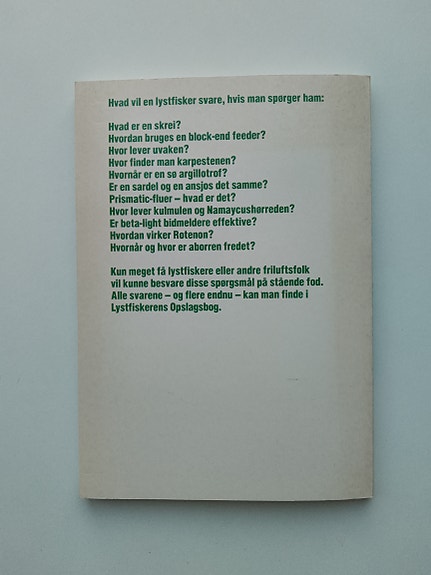 Hvad vil en lystfisker svare, hvis man spørger ham:
Hvad er en skrei?
Hvordan bruges en block-end feeder?
Hvor lever uvaken?
Hvor finder man karpestenen?
Hvornår er en sø argillotrof?
Er en sardel og en ansjos det samme?
Prismatic-fluer – hvad er det?
Hvor lever kulmulen og Namaycushørreden?
Er beta-light bidmeldere effektive?
Hvordan virker Rotenon?
Hvornår og hvor er aborren fredet?
Kun meget få lystfiskere eller andre friluftsfolk
vil kunne besvare disse spørgsmål på stående fod.
Alle svarene – og flere endnu – kan man finde i
Lystfiskerens Opslagsbog.